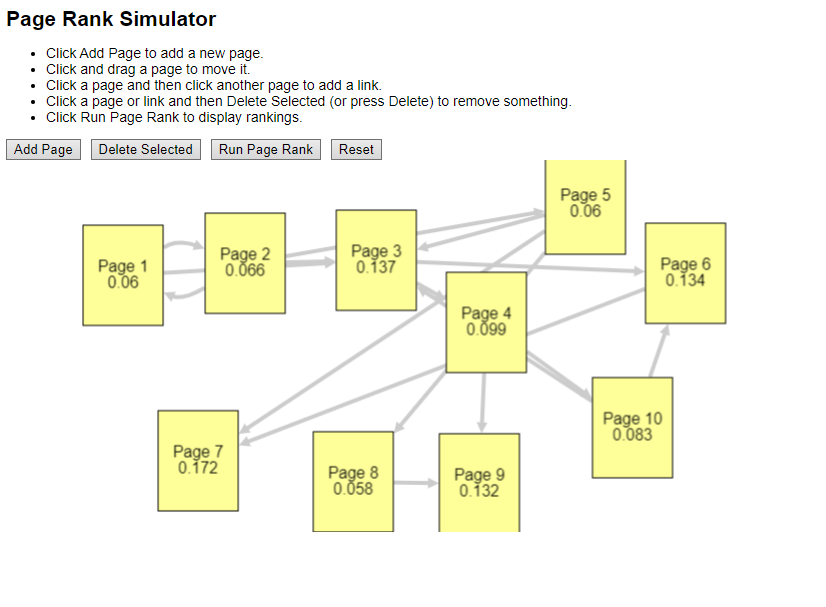 Page Rank Simulator
Click Add Page to add a new page.
Click and drag a page to move it.
Click a page and then click another page to add a link.
Click a page or link and then Delete Selected (or press Delete) to remove something.
Click Run Page Rank to display rankings.
Add Page
Delete Selected
Run Page Rank
Reset
Page 5
0.06
Page 1
0.06
Page 2
0.066
Page 3
0.137
Page 6
0.134
Page 4
0.099
Page 10
0.083
Page 7
0.172
Page 8
0.058
Page 9
0.132